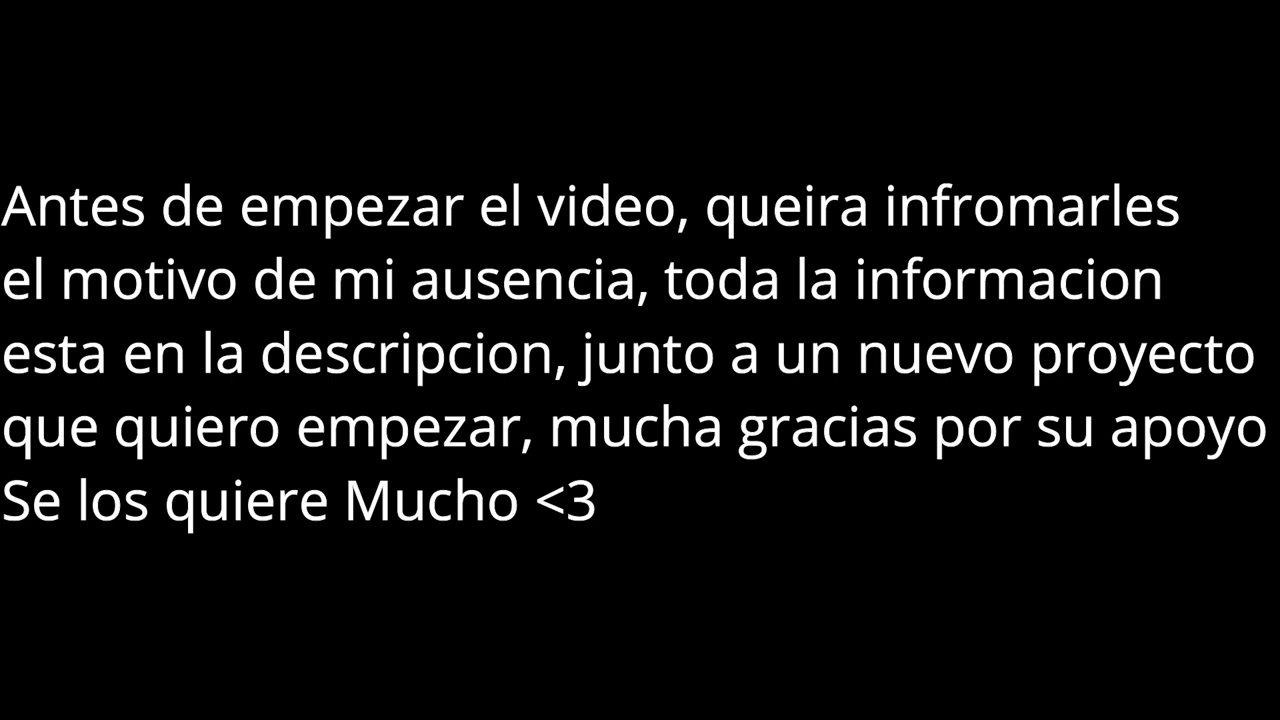 Antes de empezar el video, queira infromarles
el motivo de mi ausencia, toda la informacion
esta en la descripcion, junto a un nuevo proyecto
que quiero empezar, mucha gracias por su apoyo
Se los quiere Mucho <3